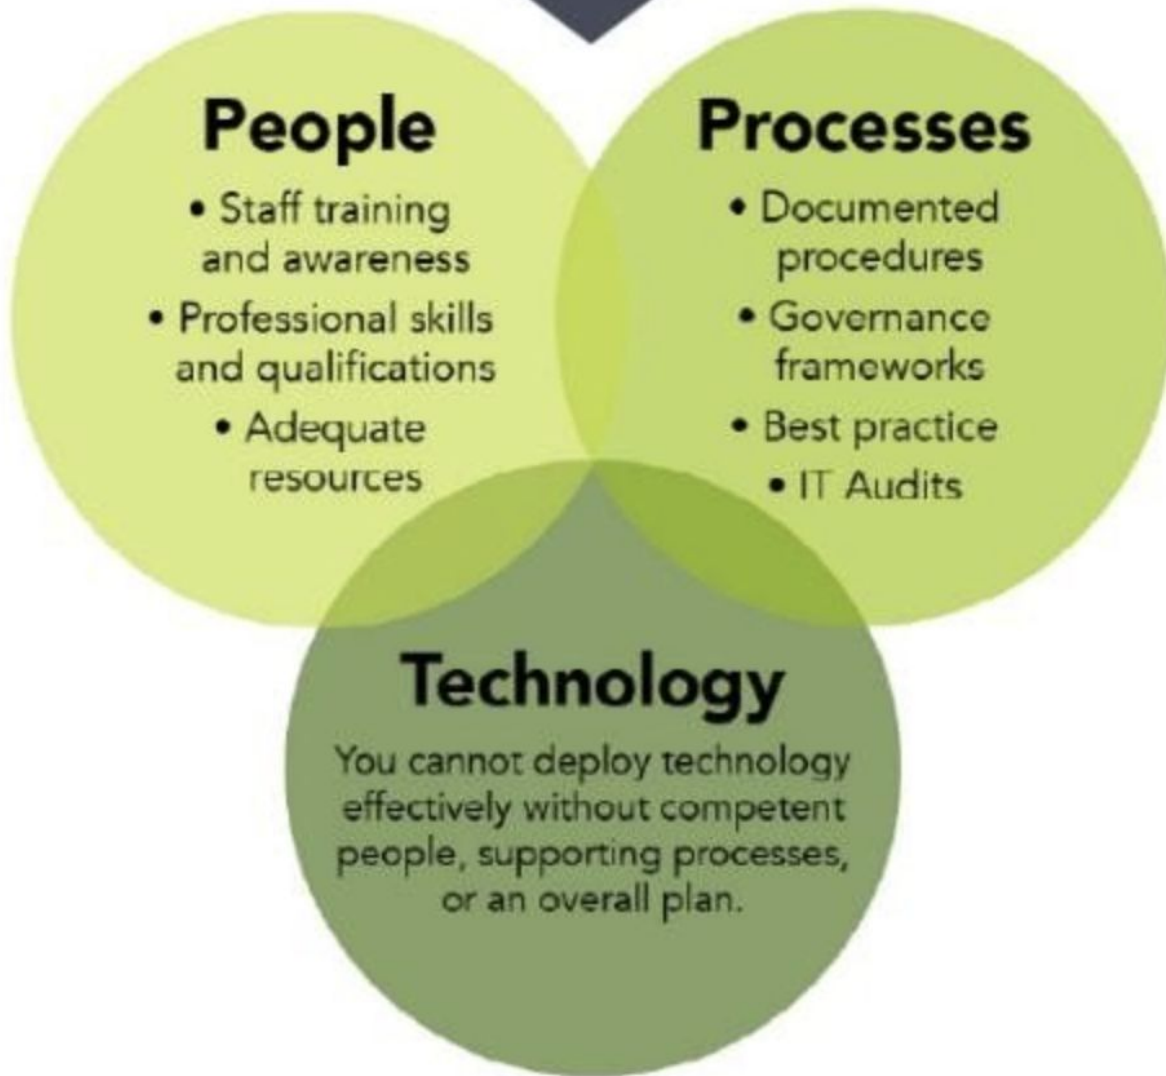 People
• Staff training
and awareness
• Professional skills
and qualifications
• Adequate
resources
Processes
• Documented
procedures
• Governance
frameworks
• Best practice
• IT Audits
Technology
You cannot deploy technology
effectively without competent
people, supporting processes,
or an overall plan.